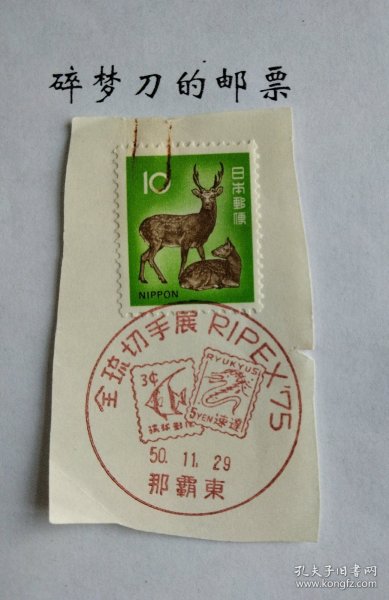 碎梦刀的邮票
10
日本郵便
NIPPON
全琉切手展 RIPEX'75
3¢
琉球郵便
RYUKYUS
5YEN 速達
50.11.29
那覇東
孔夫子旧书网
www.kongfz.com